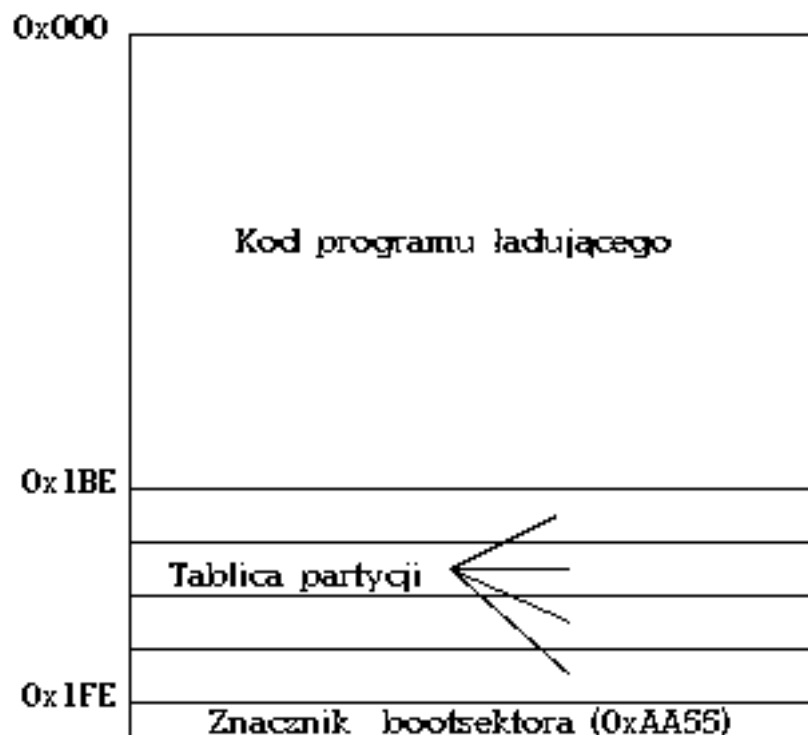 0x000
Kod programu ładującego
0x1BE
Tablica partycji
0x1FE
Znacznik bootsektora (0xAA55)